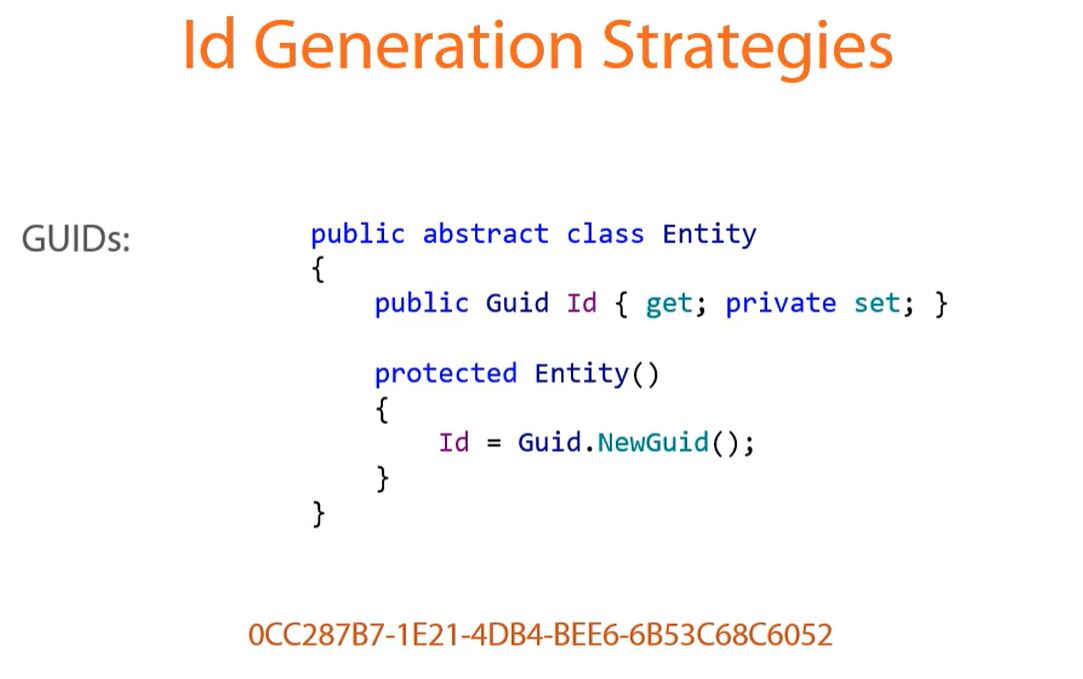 Id Generation Strategies
GUIDs:
public abstract class Entity
{
public Guid Id { get; private set; }
protected Entity()
{
Id = Guid.NewGuid();
}
}
0CC287B7-1E21-4DB4-BEE6-6B53C68C6052